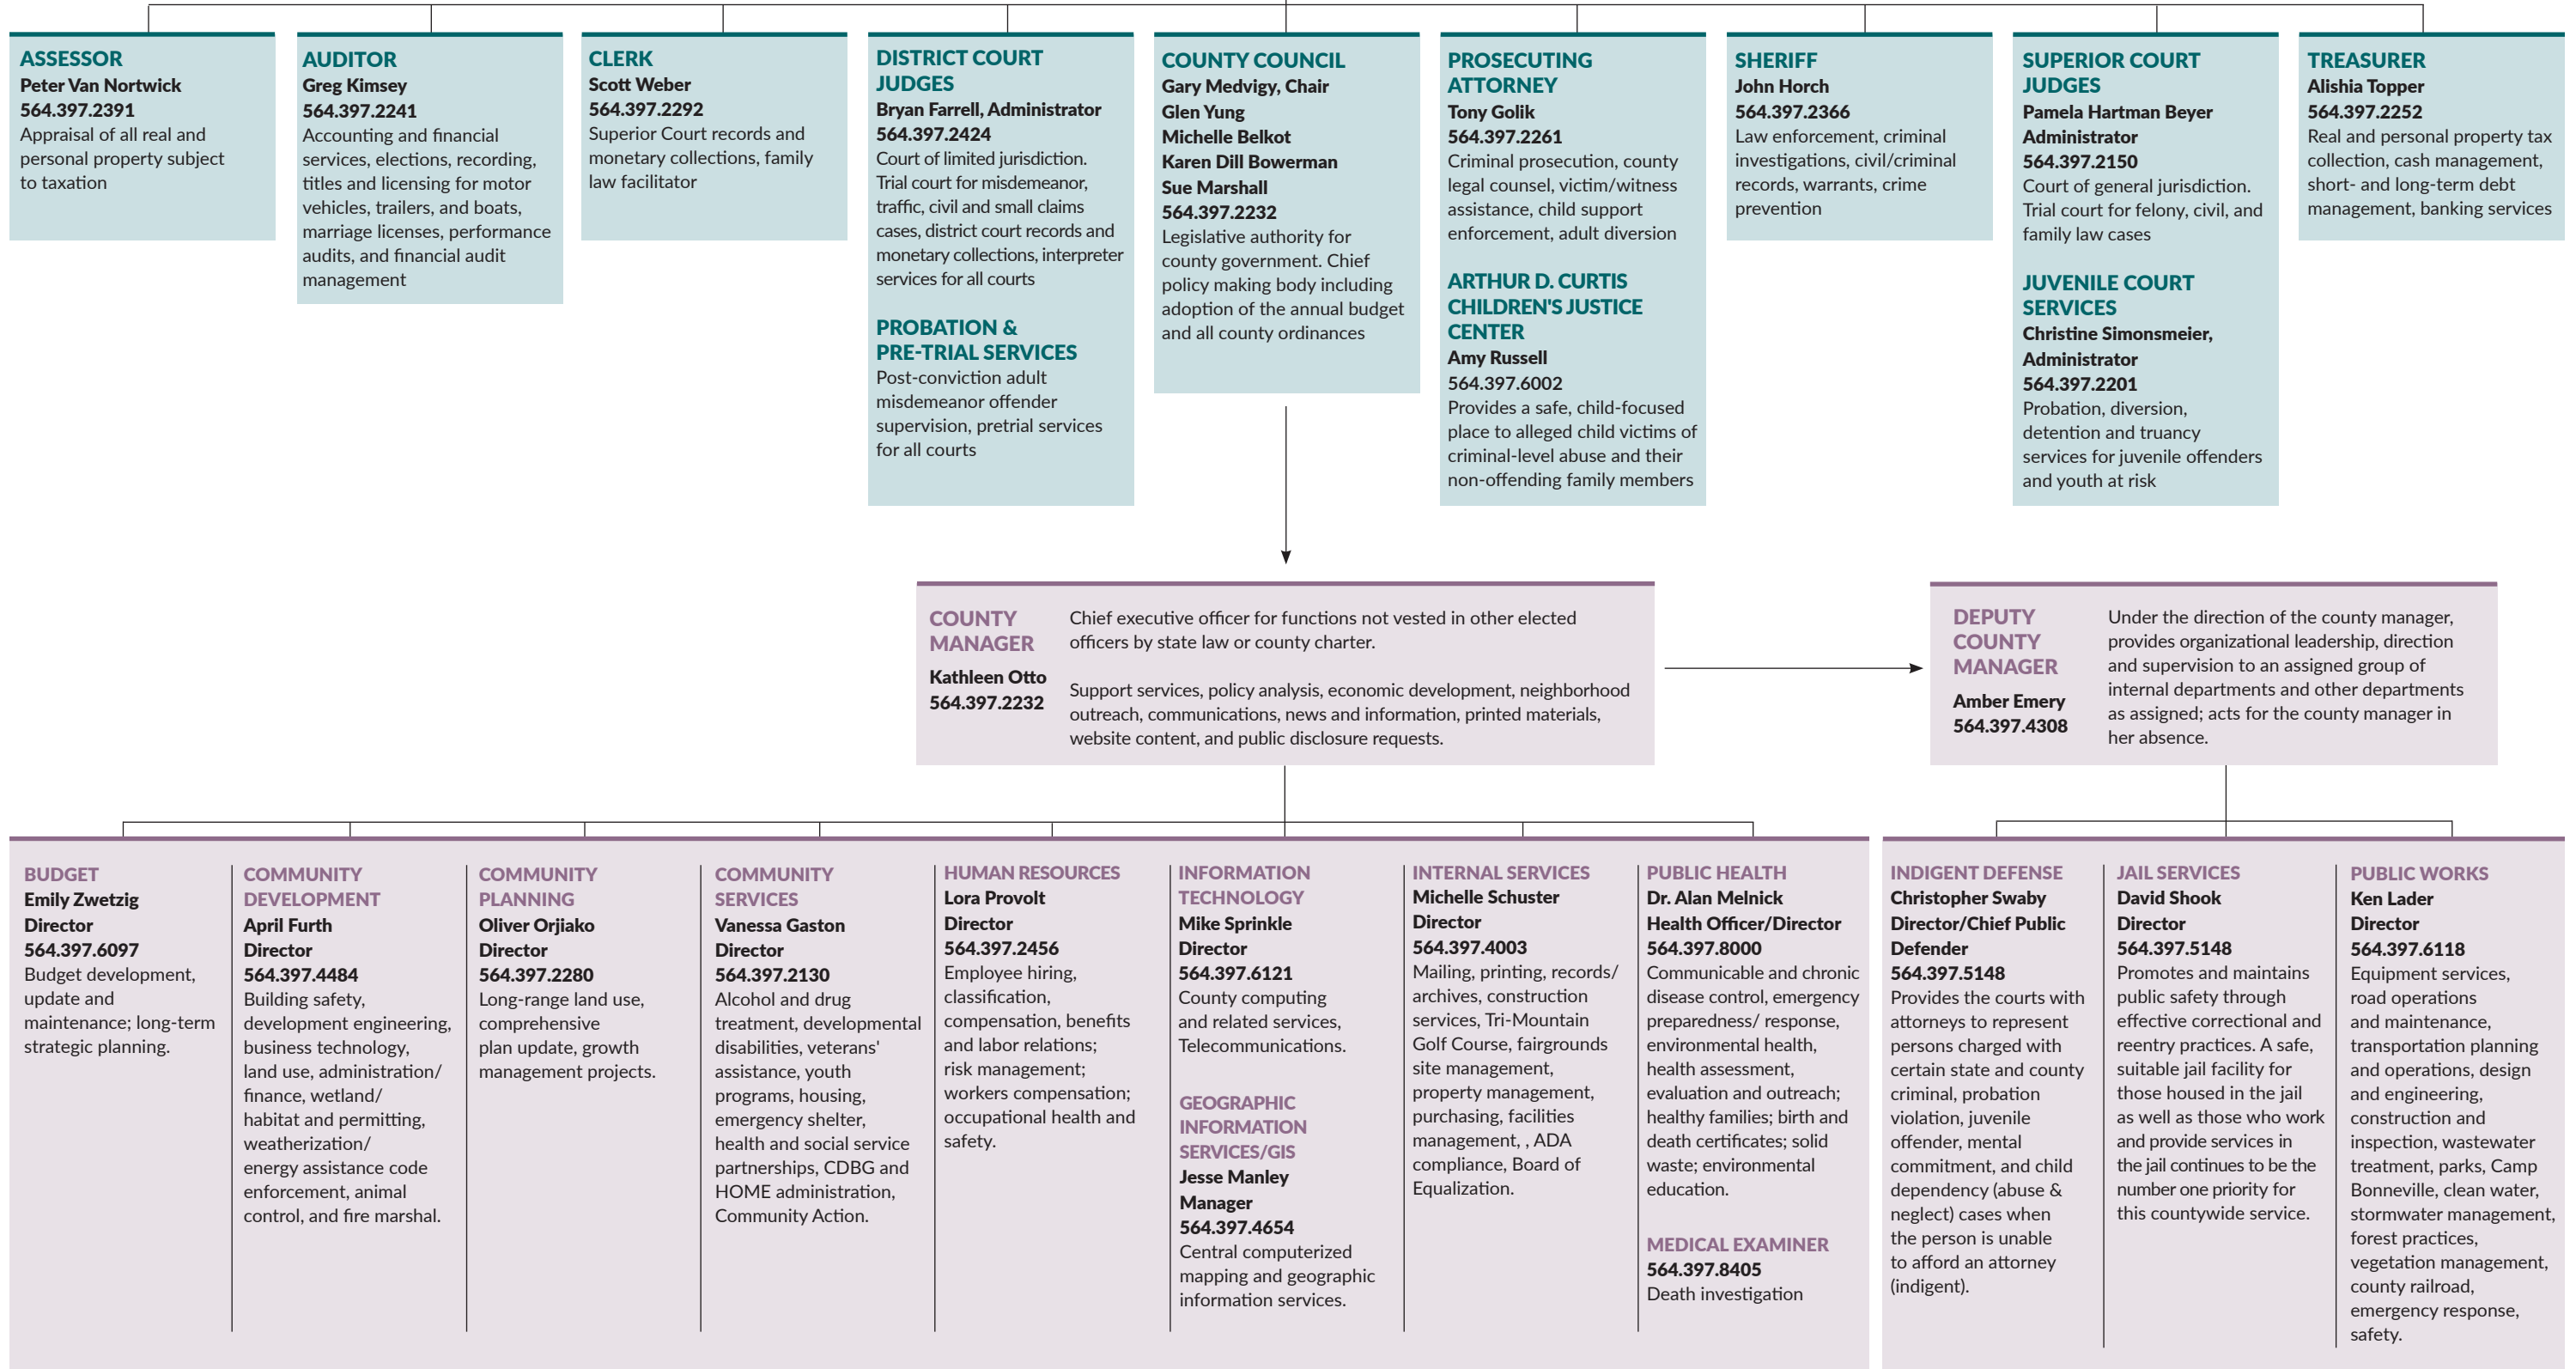 ASSESSOR
Peter Van Nortwick
564.397.2391
Appraisal of all real and
personal property subject
to taxation
AUDITOR
Greg Kimsey
564.397.2241
Accounting and financial
services, elections, recording,
titles and licensing for motor
vehicles, trailers, and boats,
marriage licenses, performance
audits, and financial audit
management
CLERK
Scott Weber
564.397.2292
Superior Court records and
monetary collections, family
law facilitator
DISTRICT COURT
JUDGES
Bryan Farrell, Administrator
564.397.2424
Court of limited jurisdiction.
Trial court for misdemeanor,
traffic, civil and small claims
cases, district court records and
monetary collections, interpreter
services for all courts
PROBATION &
PRE-TRIAL SERVICES
Post-conviction adult
misdemeanor offender
supervision, pretrial services
for all courts
COUNTY COUNCIL
Gary Medvigy, Chair
Glen Yung
Michelle Belkot
Karen Dill Bowerman
Sue Marshall
564.397.2232
Legislative authority for
county government. Chief
policy making body including
adoption of the annual budget
and all county ordinances
PROSECUTING
ATTORNEY
Tony Golik
564.397.2261
Criminal prosecution, county
legal counsel, victim/witness
assistance, child support
enforcement, adult diversion
ARTHUR D. CURTIS
CHILDREN'S JUSTICE
CENTER
Amy Russell
564.397.6002
Provides a safe, child-focused
place to alleged child victims of
criminal-level abuse and their
non-offending family members
SHERIFF
John Horch
564.397.2366
Law enforcement, criminal
investigations, civil/criminal
records, warrants, crime
prevention
SUPERIOR COURT
JUDGES
Pamela Hartman Beyer
Administrator
564.397.2150
Court of general jurisdiction.
Trial court for felony, civil, and
family law cases
JUVENILE COURT
SERVICES
Christine Simonsmeier,
Administrator
564.397.2201
Probation, diversion,
detention and truancy
services for juvenile offenders
and youth at risk
TREASURER
Alishia Topper
564.397.2252
Real and personal property tax
collection, cash management,
short- and long-term debt
management, banking services
COUNTY
MANAGER
Kathleen Otto
564.397.2232
Chief executive officer for functions not vested in other elected
officers by state law or county charter.
Support services, policy analysis, economic development, neighborhood
outreach, communications, news and information, printed materials,
website content, and public disclosure requests.
DEPUTY
COUNTY
MANAGER
Amber Emery
564.397.4308
Under the direction of the county manager,
provides organizational leadership, direction
and supervision to an assigned group of
internal departments and other departments
as assigned; acts for the county manager in
her absence.
BUDGET
Emily Zwetzig
Director
564.397.6097
Budget development,
update and
maintenance; long-term
strategic planning.
COMMUNITY
DEVELOPMENT
April Furth
Director
564.397.4484
Building safety,
development engineering,
business technology,
land use, administration/
finance, wetland/
habitat and permitting,
weatherization/
energy assistance code
enforcement, animal
control, and fire marshal.
COMMUNITY
PLANNING
Oliver Orjiako
Director
564.397.2280
Long-range land use,
comprehensive
plan update, growth
management projects.
COMMUNITY
SERVICES
Vanessa Gaston
Director
564.397.2130
Alcohol and drug
treatment, developmental
disabilities, veterans'
assistance, youth
programs, housing,
emergency shelter,
health and social service
partnerships, CDBG and
HOME administration,
Community Action.
HUMAN RESOURCES
Lora Provolt
Director
564.397.2456
Employee hiring,
classification,
compensation, benefits
and labor relations;
risk management;
workers compensation;
occupational health and
safety.
INFORMATION
TECHNOLOGY
Mike Sprinkle
Director
564.397.6121
County computing
and related services,
Telecommunications.
GEOGRAPHIC
INFORMATION
SERVICES/GIS
Jesse Manley
Manager
564.397.4654
Central computerized
mapping and geographic
information services.
INTERNAL SERVICES
Michelle Schuster
Director
564.397.4003
Mailing, printing, records/
archives, construction
services, Tri-Mountain
Golf Course, fairgrounds
site management,
property management,
purchasing, facilities
management, , ADA
compliance, Board of
Equalization.
PUBLIC HEALTH
Dr. Alan Melnick
Health Officer/Director
564.397.8000
Communicable and chronic
disease control, emergency
preparedness/ response,
environmental health,
health assessment,
evaluation and outreach;
healthy families; birth and
death certificates; solid
waste; environmental
education.
MEDICAL EXAMINER
564.397.8405
Death investigation
INDIGENT DEFENSE
Christopher Swaby
Director/Chief Public
Defender
564.397.5148
Provides the courts with
attorneys to represent
persons charged with
certain state and county
criminal, probation
violation, juvenile
offender, mental
commitment, and child
dependency (abuse &
neglect) cases when
the person is unable
to afford an attorney
(indigent).
JAIL SERVICES
David Shook
Director
564.397.5148
Promotes and maintains
public safety through
effective correctional and
reentry practices. A safe,
suitable jail facility for
those housed in the jail
as well as those who work
and provide services in
the jail continues to be the
number one priority for
this countywide service.
PUBLIC WORKS
Ken Lader
Director
564.397.6118
Equipment services,
road operations
and maintenance,
transportation planning
and operations, design
and engineering,
construction and
inspection, wastewater
treatment, parks, Camp
Bonneville, clean water,
stormwater management,
forest practices,
vegetation management,
county railroad,
emergency response,
safety.